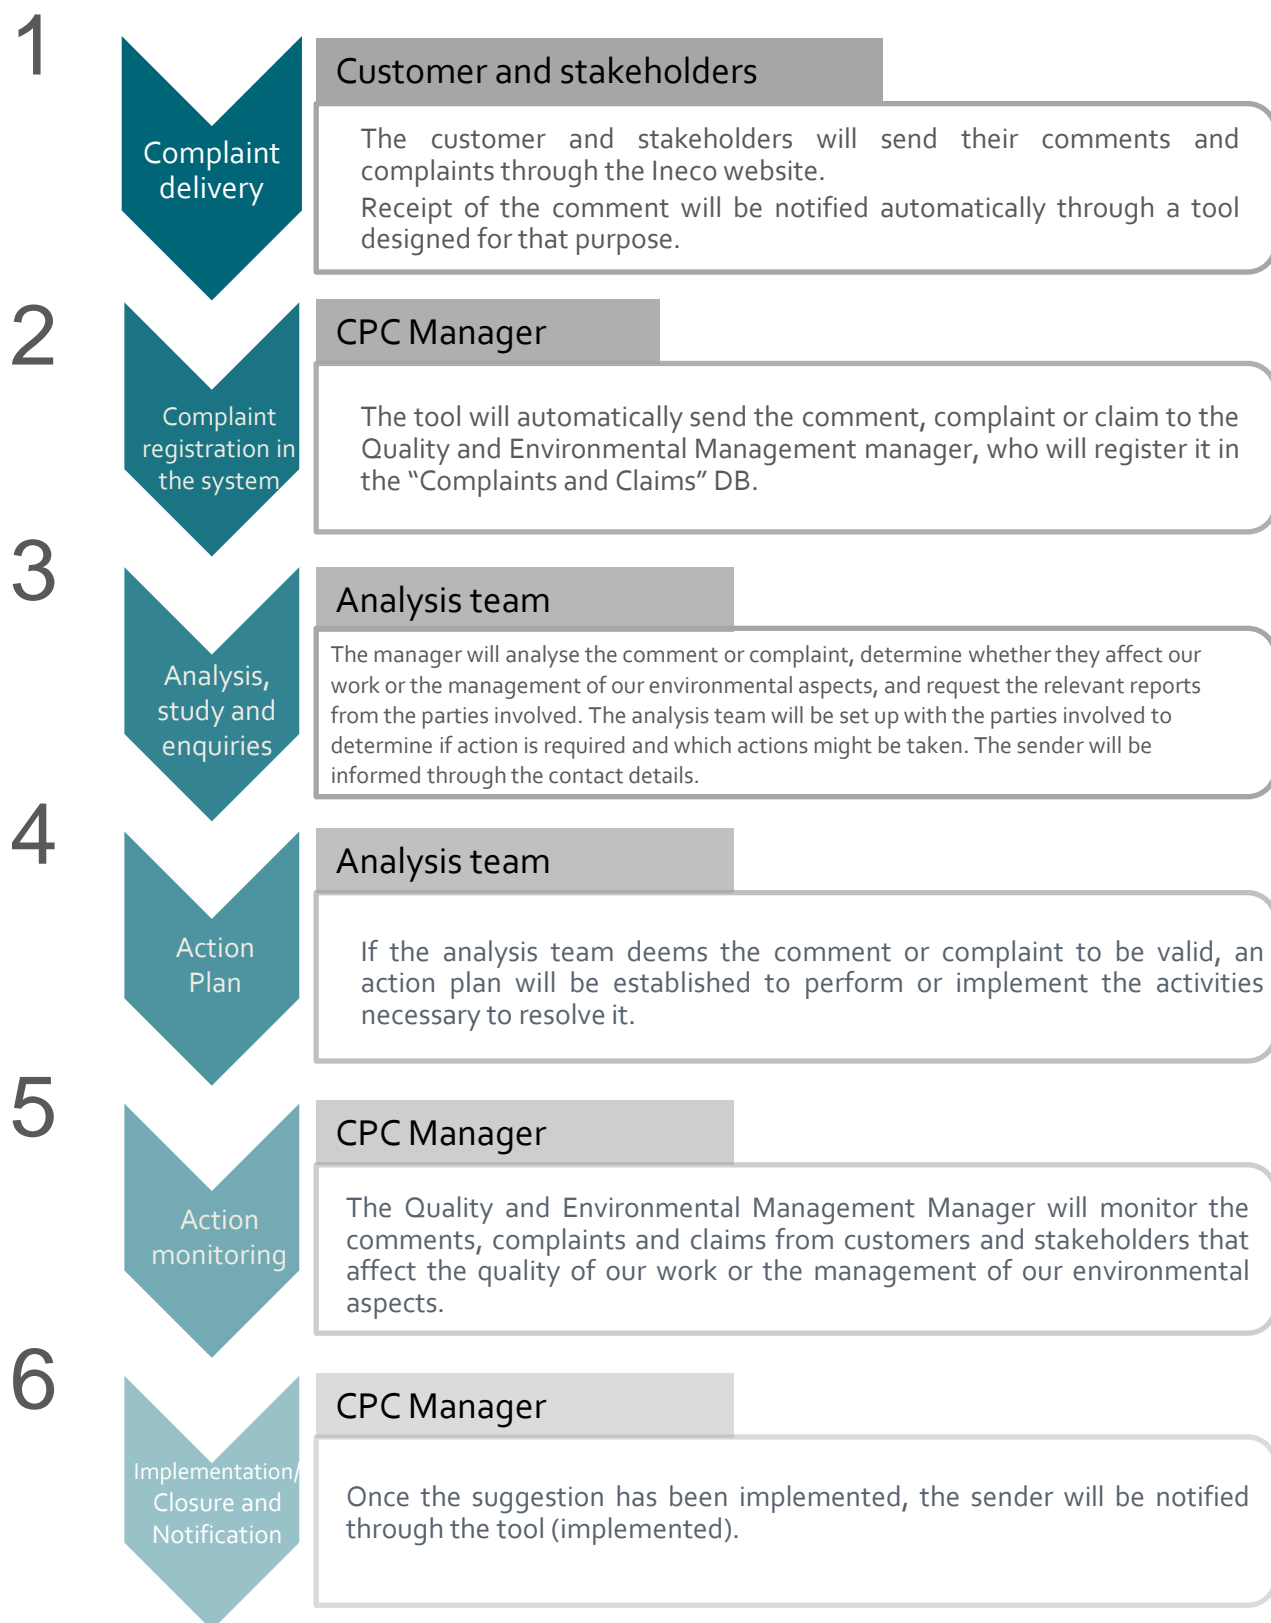 1
Complaint
delivery
Customer and stakeholders
The customer and stakeholders will send their comments and
complaints through the Ineco website.
Receipt of the comment will be notified automatically through a tool
designed for that purpose.
2
Complaint
registration in
the system
CPC Manager
The tool will automatically send the comment, complaint or claim to the
Quality and Environmental Management manager, who will register it in
the “Complaints and Claims” DB.
3
Analysis,
study and
enquiries
Analysis team
The manager will analyse the comment or complaint, determine whether they affect our
work or the management of our environmental aspects, and request the relevant reports
from the parties involved. The analysis team will be set up with the parties involved to
determine if action is required and which actions might be taken. The sender will be
informed through the contact details.
4
Action
Plan
Analysis team
If the analysis team deems the comment or complaint to be valid, an
action plan will be established to perform or implement the activities
necessary to resolve it.
5
Action
monitoring
CPC Manager
The Quality and Environmental Management Manager will monitor the
comments, complaints and claims from customers and stakeholders that
affect the quality of our work or the management of our environmental
aspects.
6
Implementation/
Closure and
Notification
CPC Manager
Once the suggestion has been implemented, the sender will be notified
through the tool (implemented).